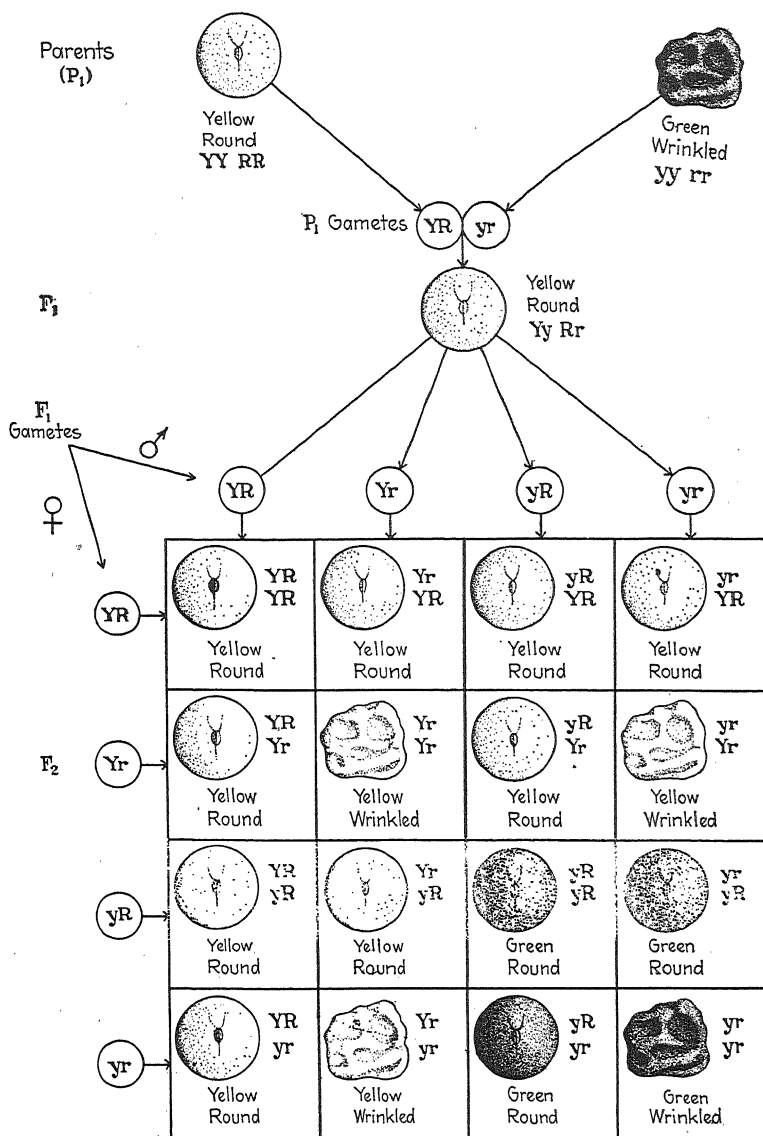 Parents
(P₁)
Yellow
Round
YY RR
Green
Wrinkled
yy rr
P₁ Gametes
YR
yr
F₁
Yellow
Round
Yy Rr
F₁
Gametes
♂
♀
YR
Yr
yR
yr
YR
YR
YR
Yellow
Round
Yr
YR
Yellow
Round
yR
YR
Yellow
Round
yr
YR
Yellow
Round
F₂
Yr
YR
Yr
Yellow
Round
Yr
Yr
Yellow
Wrinkled
yR
Yr
Yellow
Round
yr
Yr
Yellow
Wrinkled
yR
YR
yR
Yellow
Round
Yr
yR
Yellow
Round
yR
yR
Green
Round
yr
yR
Green
Round
yr
YR
yr
Yellow
Round
Yr
yr
Yellow
Wrinkled
yR
yr
Green
Round
yr
yr
Green
Wrinkled